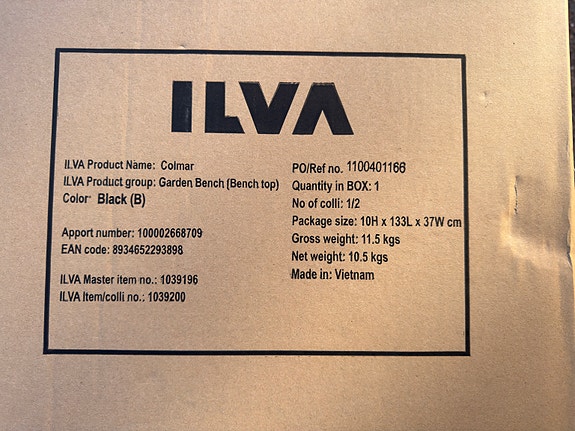 ILVA
ILVA Product Name: Colmar
ILVA Product group: Garden Bench (Bench top)
Color: Black (B)
Apport number: 100002668709
EAN code: 8934652293898
ILVA Master item no.: 1039196
ILVA Item/colli no.: 1039200
PO/Ref no. 1100401166
Quantity in BOX: 1
No of colli: 1/2
Package size: 10H x 133L x 37W cm
Gross weight: 11.5 kgs
Net weight: 10.5 kgs
Made in: Vietnam